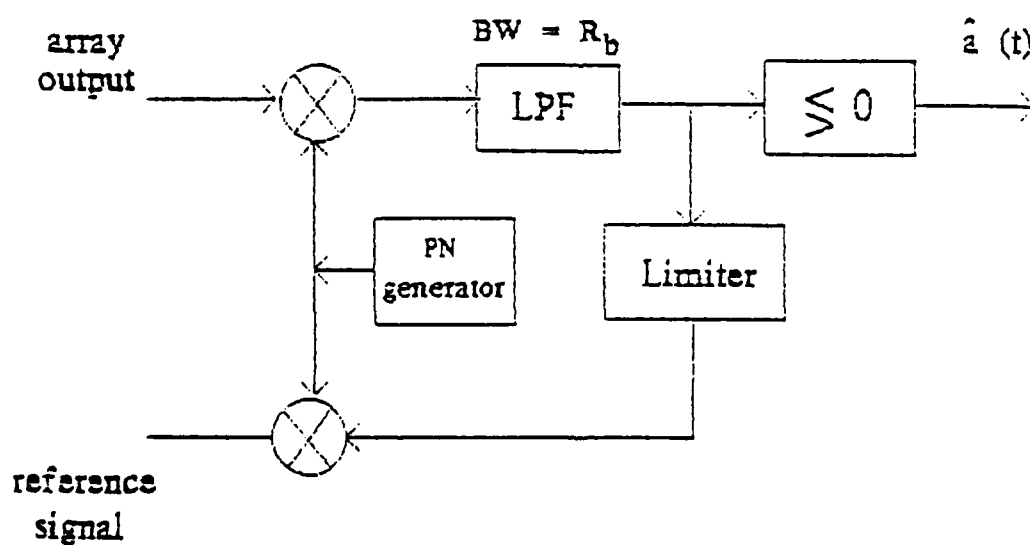 array
output
BW = R_b
LPF
≶ 0
â (t)
PN
generator
Limiter
reference
signal